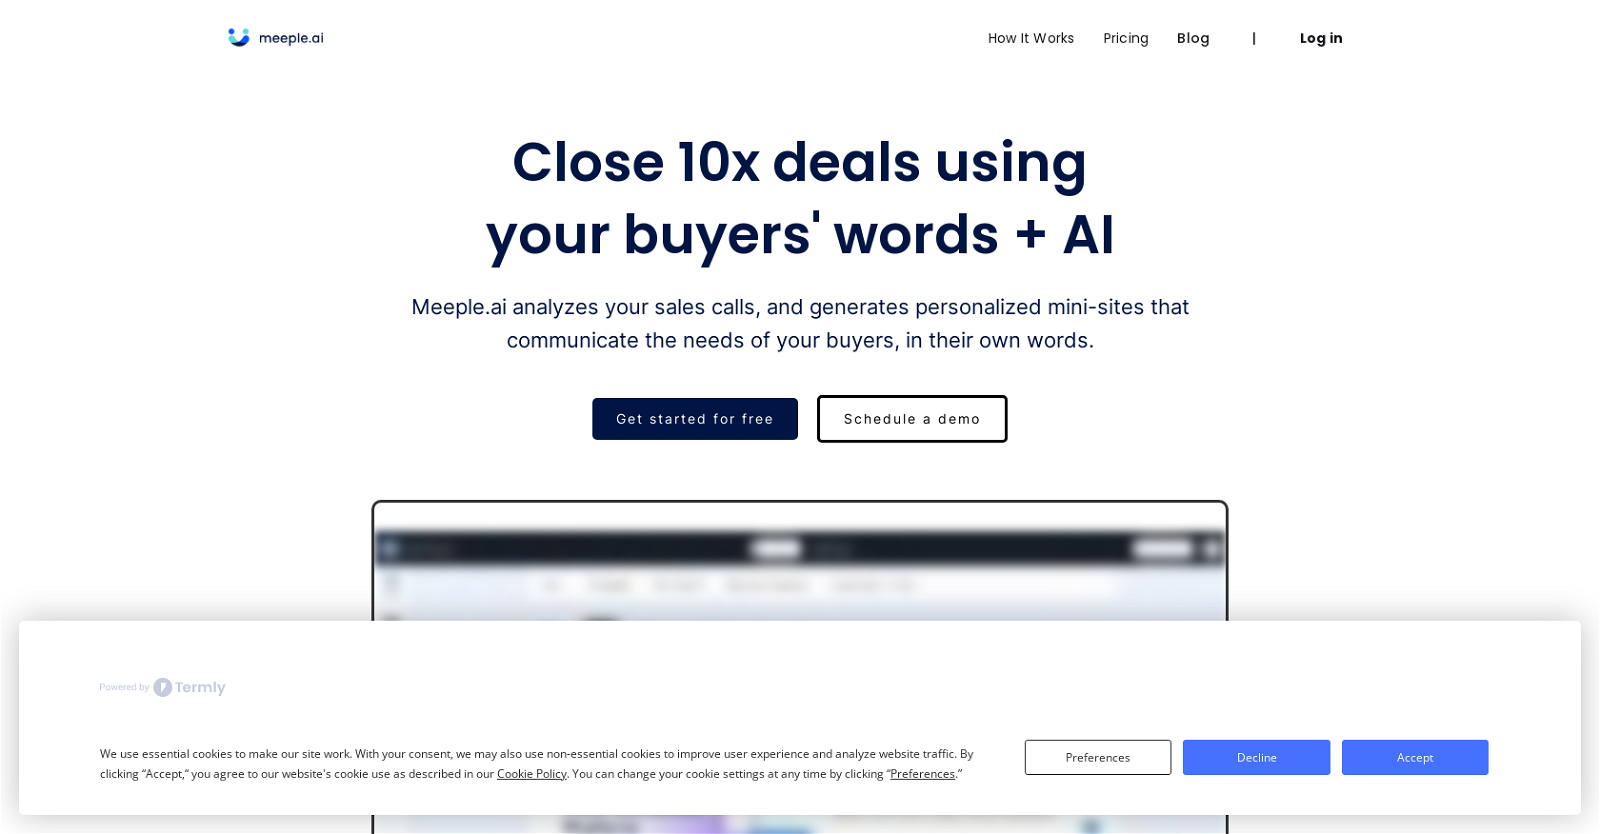 meeple.ai
How It Works
Pricing
Blog
|
Log in
Close 10x deals using
your buyers' words + AI
Meeple.ai analyzes your sales calls, and generates personalized mini-sites that
communicate the needs of your buyers, in their own words.
Get started for free
Schedule a demo
Powered by Termly
We use essential cookies to make our site work. With your consent, we may also use non-essential cookies to improve user experience and analyze website traffic. By
clicking “Accept,“ you agree to our website's cookie use as described in our Cookie Policy. You can change your cookie settings at any time by clicking “Preferences.”
Preferences
Decline
Accept